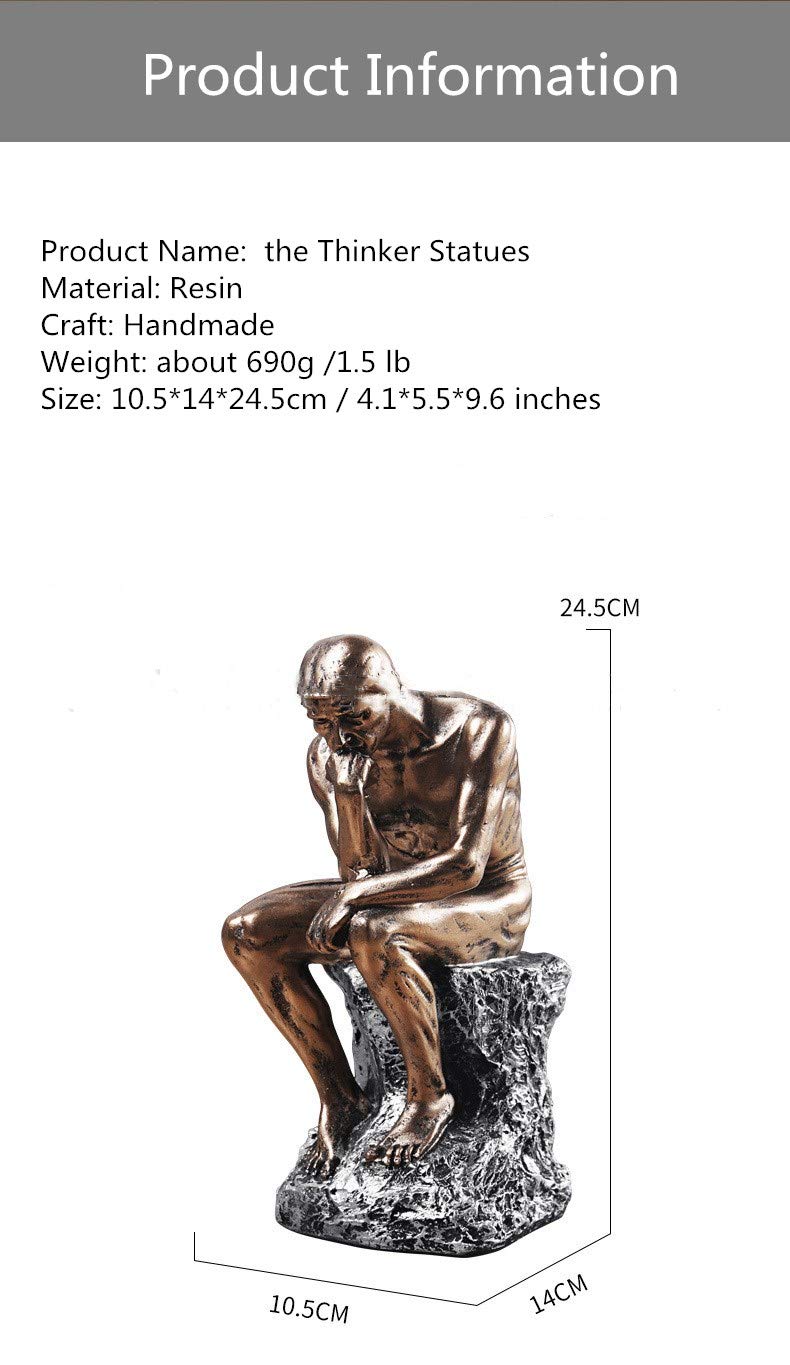 Product Information
Product Name:  the Thinker Statues
Material: Resin
Craft: Handmade
Weight: about 690g /1.5 lb
Size: 10.5*14*24.5cm / 4.1*5.5*9.6 inches
24.5CM
10.5CM
14CM